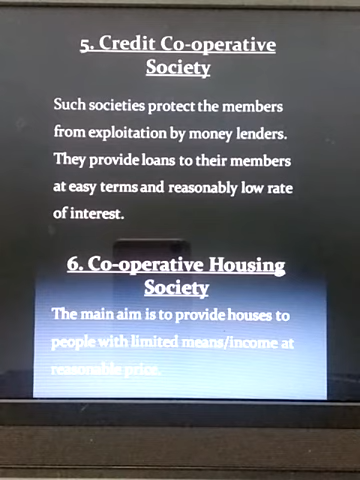 5. Credit Co-operative
Society
Such societies protect the members
from exploitation by money lenders.
They provide loans to their members
at easy terms and reasonably low rate
of interest.
6. Co-operative Housing
Society
The main aim is to provide houses to
people with limited means/income at
reasonable price.